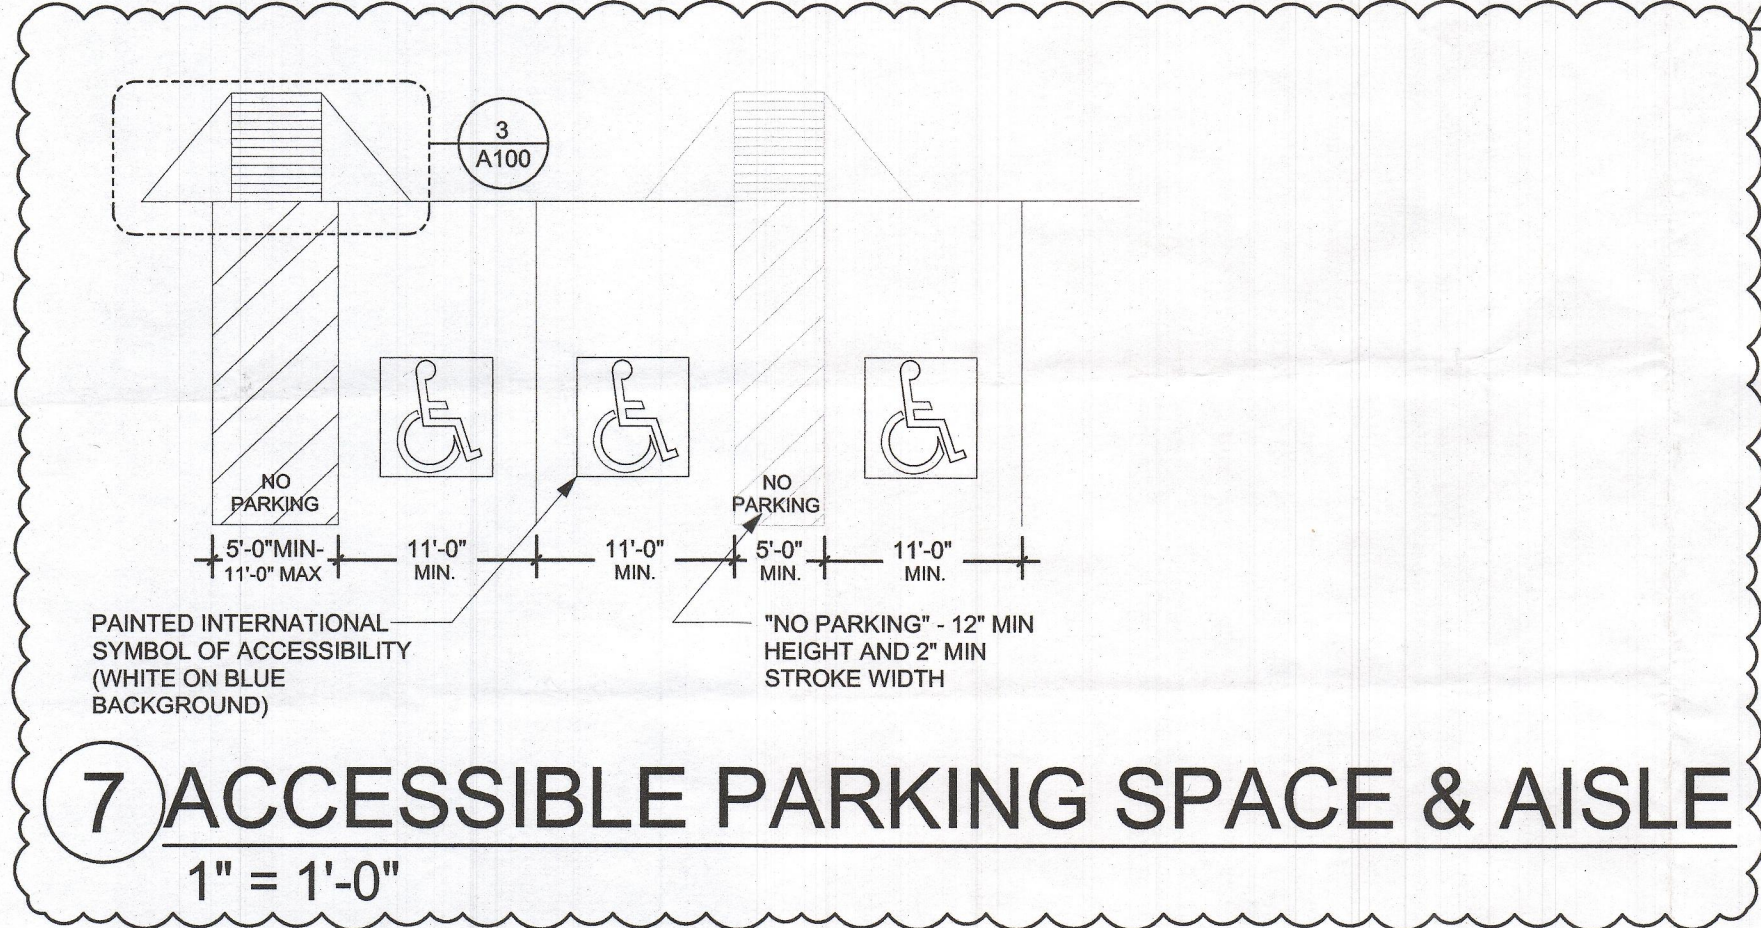 3
A100
NO
PARKING
NO
PARKING
5'-0"MIN-
11'-0" MAX
11'-0"
MIN.
11'-0"
MIN.
5'-0"
MIN.
11'-0"
MIN.
PAINTED INTERNATIONAL
SYMBOL OF ACCESSIBILITY
(WHITE ON BLUE
BACKGROUND)
"NO PARKING" - 12" MIN
HEIGHT AND 2" MIN
STROKE WIDTH
7 ACCESSIBLE PARKING SPACE & AISLE
1" = 1'-0"